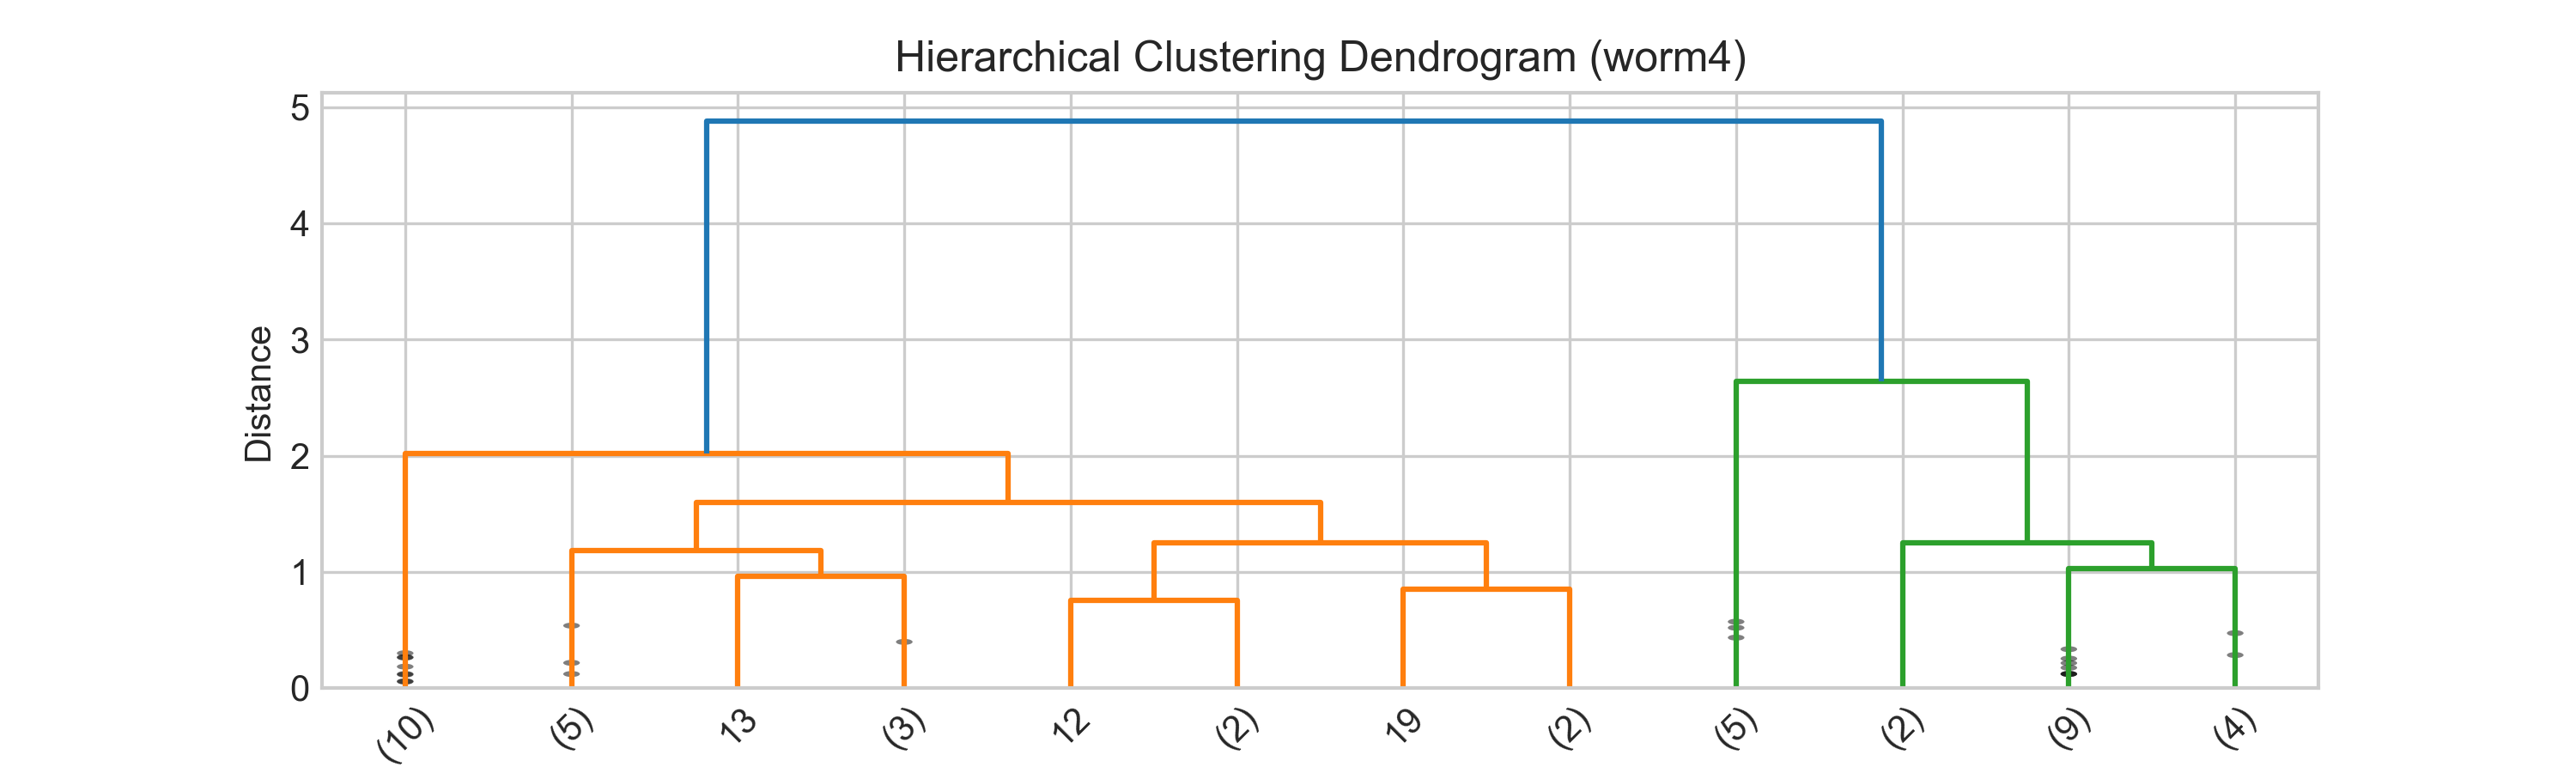 Hierarchical Clustering Dendrogram (worm4)
Distance
5
4
3
2
1
0
(10) (5) 13 (3) 12 (2) 19 (2) (5) (2) (9) (4)